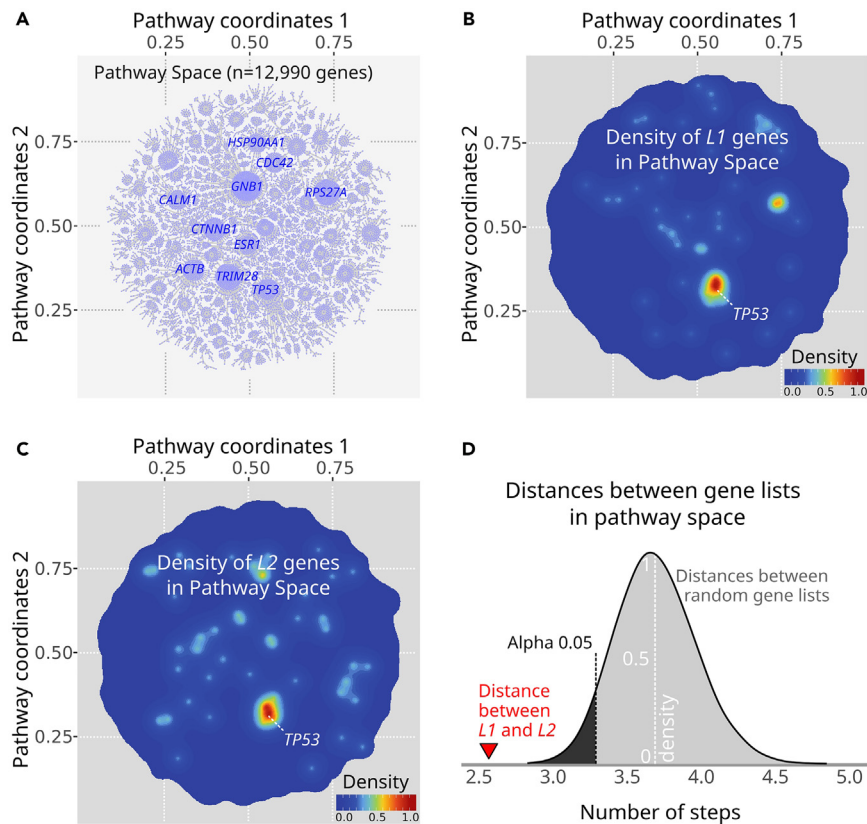 A
Pathway coordinates 1
0.25 0.50 0.75
Pathway coordinates 2
0.75
0.50
0.25
Pathway Space (n=12,990 genes)
HSP90AA1
CDC42
GNB1
RPS27A
CALM1
CTNNB1
ESR1
ACTB
TRIM28
TP53
B
Pathway coordinates 1
0.25 0.50 0.75
Pathway coordinates 2
0.75
0.50
0.25
Density of L1 genes
in Pathway Space
TP53
Density
0.0 0.5 1.0
C
Pathway coordinates 1
0.25 0.50 0.75
Pathway coordinates 2
0.75
0.50
0.25
Density of L2 genes
in Pathway Space
TP53
Density
0.0 0.5 1.0
D
Distances between gene lists
in pathway space
1
Distances between
random gene lists
Alpha 0.05
0.5
Distance
between
L1 and L2
density
0
2.5 3.0 3.5 4.0 4.5 5.0
Number of steps